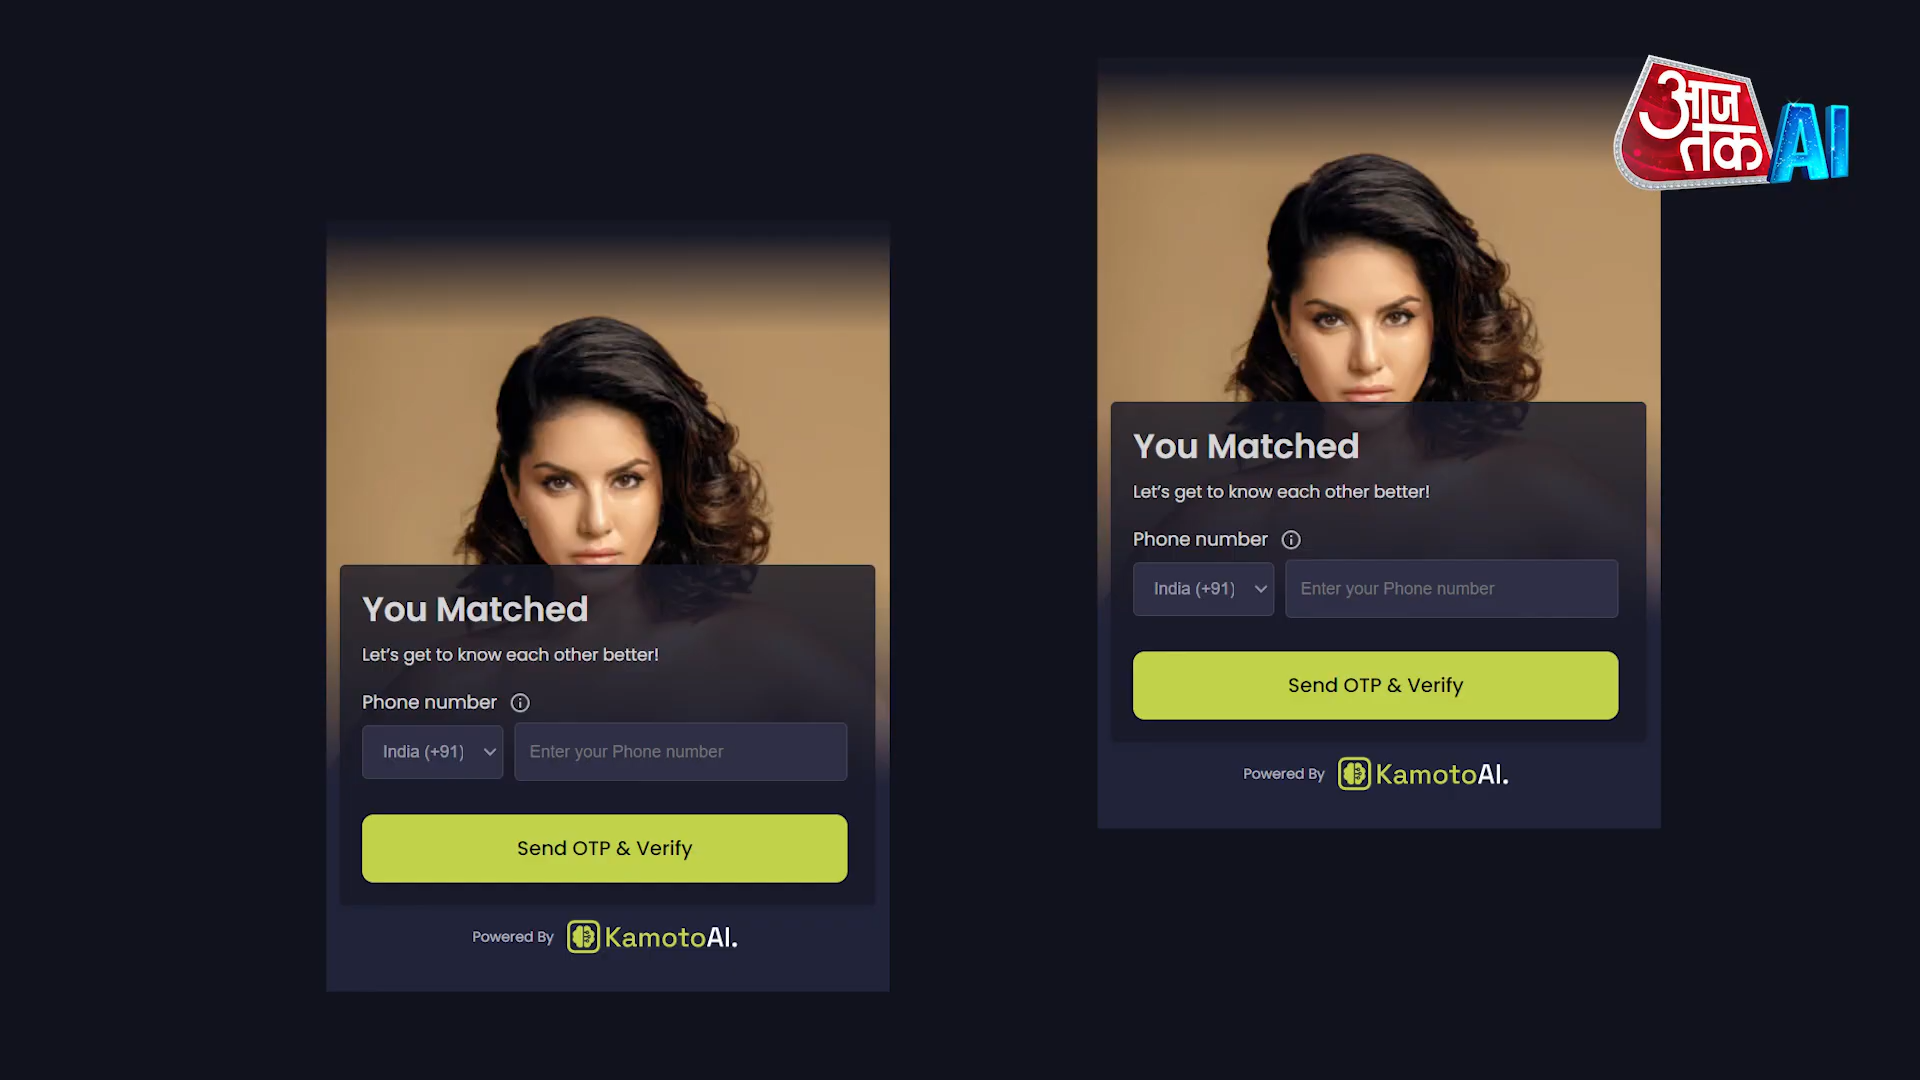 आज
तक AI
You Matched
Let's get to know each other better!
Phone number
India (+91)
Enter your Phone number
Send OTP & Verify
Powered By KamotoAI.
You Matched
Let's get to know each other better!
Phone number
India (+91)
Enter your Phone number
Send OTP & Verify
Powered By KamotoAI.